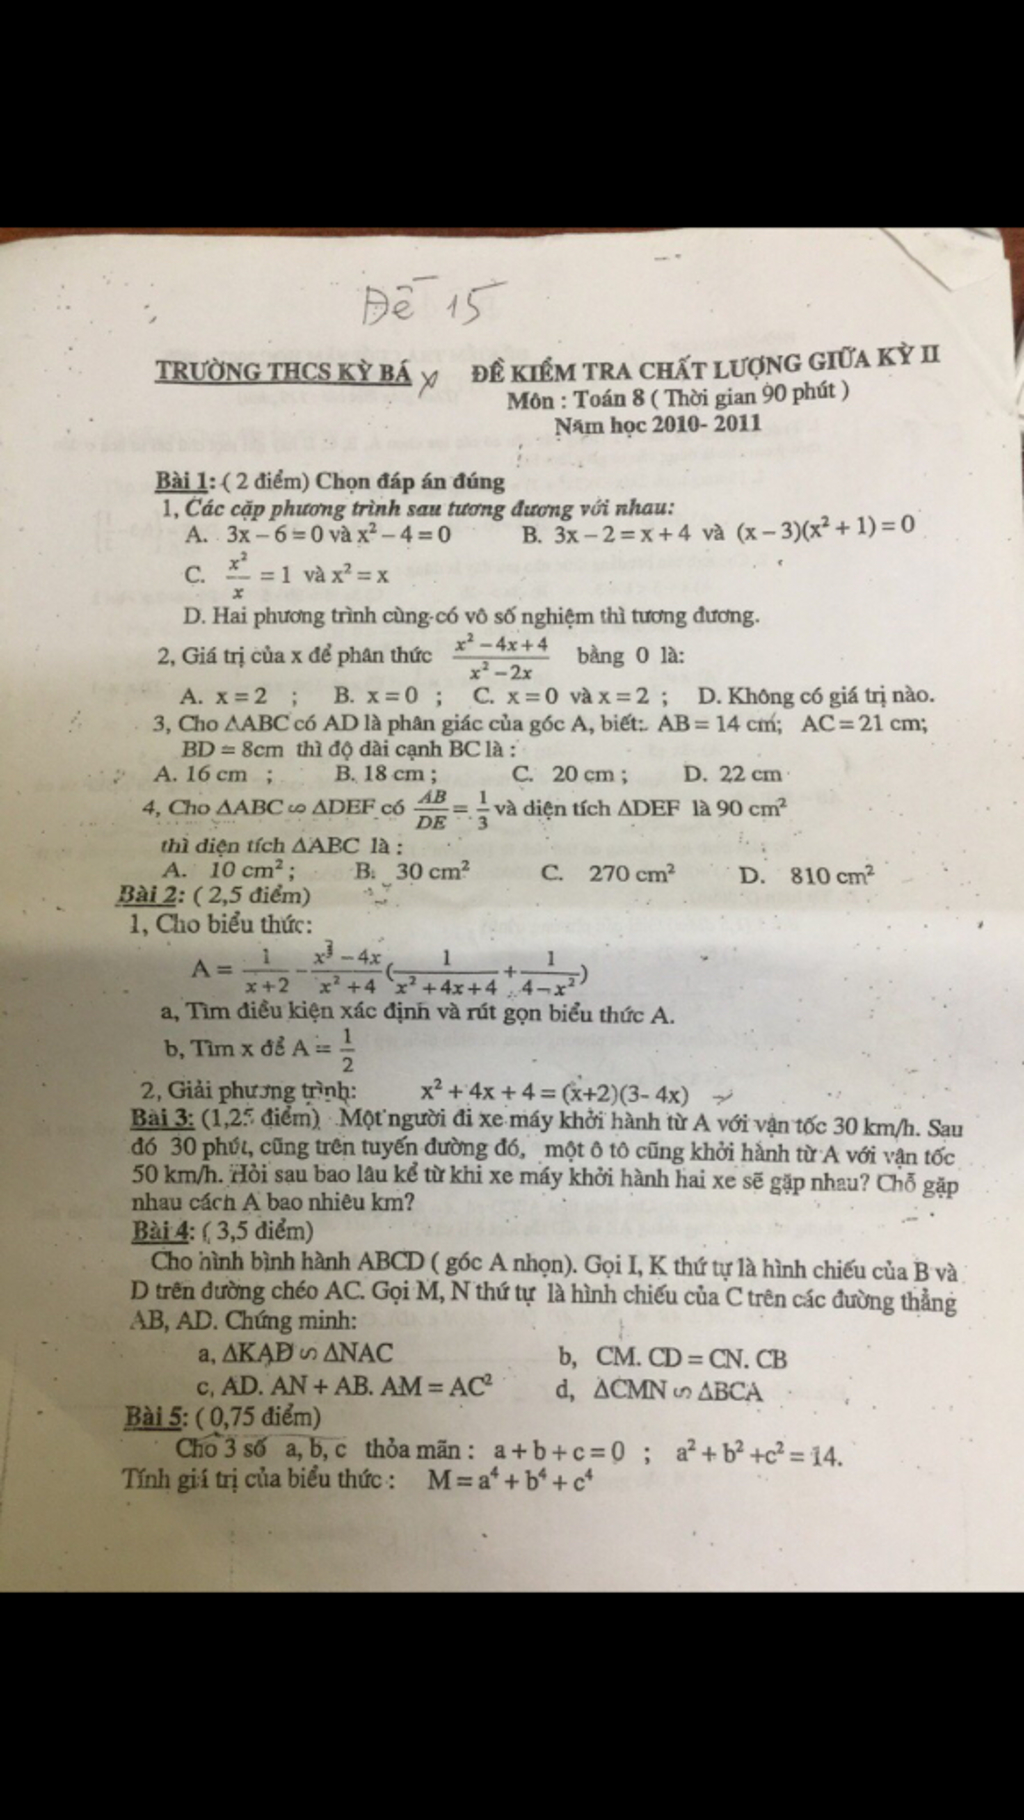 Đề 15
TRƯỜNG THCS KỲ BÁ ĐỀ KIỂM TRA CHẤT LƯỢNG GIỮA KỲ II
Môn : Toán 8 ( Thời gian 90 phút )
Năm học 2010- 2011
Bài 1: ( 2 điểm) Chọn đáp án đúng
1, Các cặp phương trình sau tương đương với nhau:
A. 3x – 6 = 0 và x² – 4 = 0 B. 3x – 2 = x + 4 và (x – 3)(x² + 1) = 0
C. x²/x = 1 và x² = x
D. Hai phương trình cùng có vô số nghiệm thì tương đương.
2, Giá trị của x để phân thức (x² – 4x + 4)/(x² – 2x) bằng 0 là:
A. x = 2 ; B. x = 0 ; C. x = 0 và x = 2 ; D. Không có giá trị nào.
3, Cho ΔABC có AD là phân giác của góc A, biết: AB = 14 cm; AC = 21 cm;
BD = 8cm thì độ dài cạnh BC là :
A. 16 cm ; B. 18 cm ; C. 20 cm ; D. 22 cm
4, Cho ΔABC ∽ ΔDEF có AB/DE = 1/3 và diện tích ΔDEF là 90 cm²
thì diện tích ΔABC là :
A. 10 cm² ; B. 30 cm² C. 270 cm² D. 810 cm²
Bài 2: ( 2,5 điểm)
1, Cho biểu thức:
A = 1/(x+2) – (x³ – 4x)/(x² + 4) (1/(x² + 4x + 4) + 1/(4 – x²))
a, Tìm điều kiện xác định và rút gọn biểu thức A.
b, Tìm x để A = 1/2
2, Giải phương trình: x² + 4x + 4 = (x+2)(3- 4x)
Bài 3: (1,25 điểm) Một người đi xe máy khởi hành từ A với vận tốc 30 km/h. Sau
đó 30 phút, cũng trên tuyến đường đó, một ô tô cũng khởi hành từ A với vận tốc
50 km/h. Hỏi sau bao lâu kể từ khi xe máy khởi hành hai xe sẽ gặp nhau? Chỗ gặp
nhau cách A bao nhiêu km?
Bài 4: ( 3,5 điểm)
Cho hình bình hành ABCD ( góc A nhọn). Gọi I, K thứ tự là hình chiếu của B và
D trên đường chéo AC. Gọi M, N thứ tự là hình chiếu của C trên các đường thẳng
AB, AD. Chứng minh:
a, ΔKAD ∽ ΔNAC b, CM. CD = CN. CB
c, AD. AN + AB. AM = AC² d, ΔCMN ∽ ΔBCA
Bài 5: ( 0,75 điểm)
Cho 3 số a, b, c thỏa mãn : a + b + c = 0 ; a² + b² +c² = 14.
Tính giá trị của biểu thức : M = a⁴ + b⁴ + c⁴